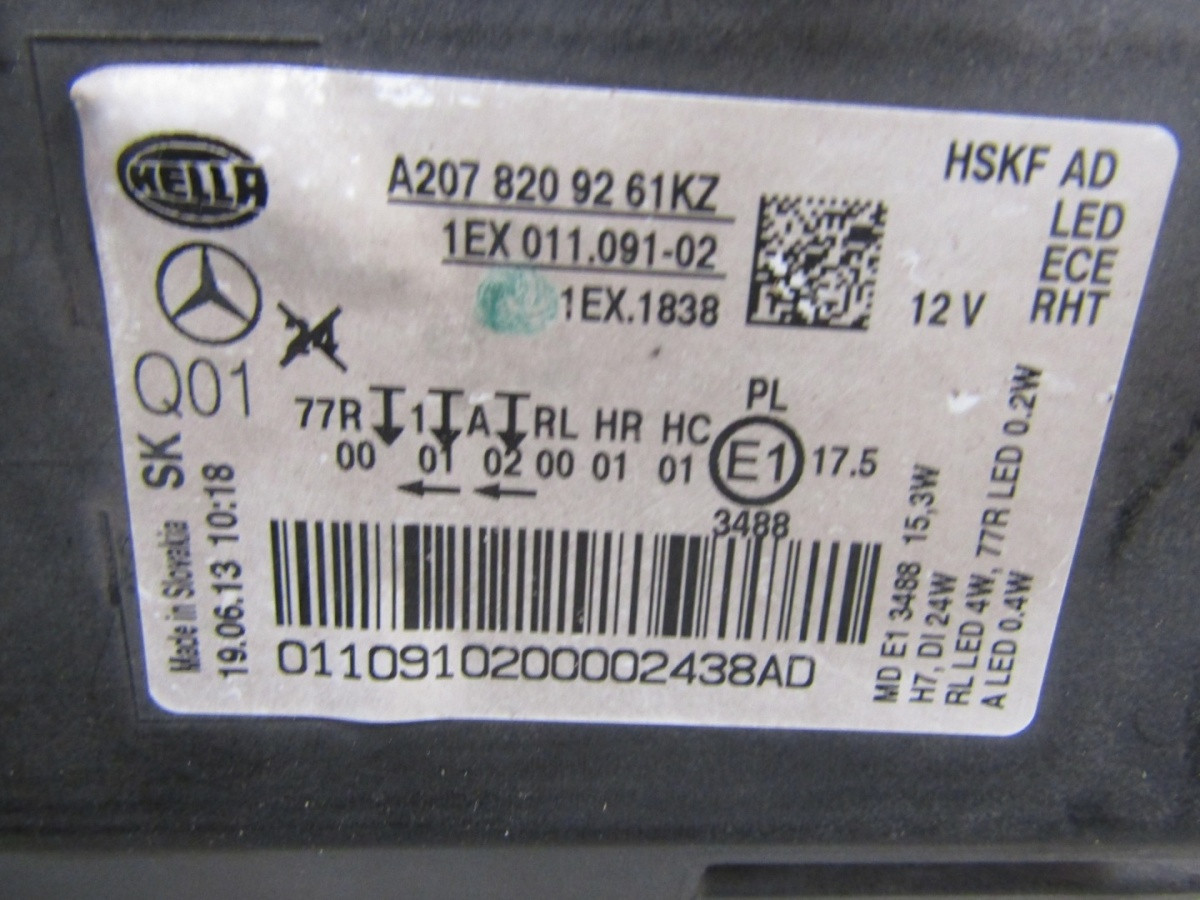 HELLA
A207 820 92 61KZ
1EX 011.091-02
1EX.1838
HSKF AD
LED
ECE
RHT
12 V
24
Q01
SK
Made in Slovakia
19.06.13 10:18
77R 1 A RL HR HC PL
00 01 02 00 01 01 E1 17.5
3488
01109102000002438AD
MD E1 3488 15,3W
H7, DI 24W
RL LED 4W, 77R LED 0.2W
A LED 0.4W